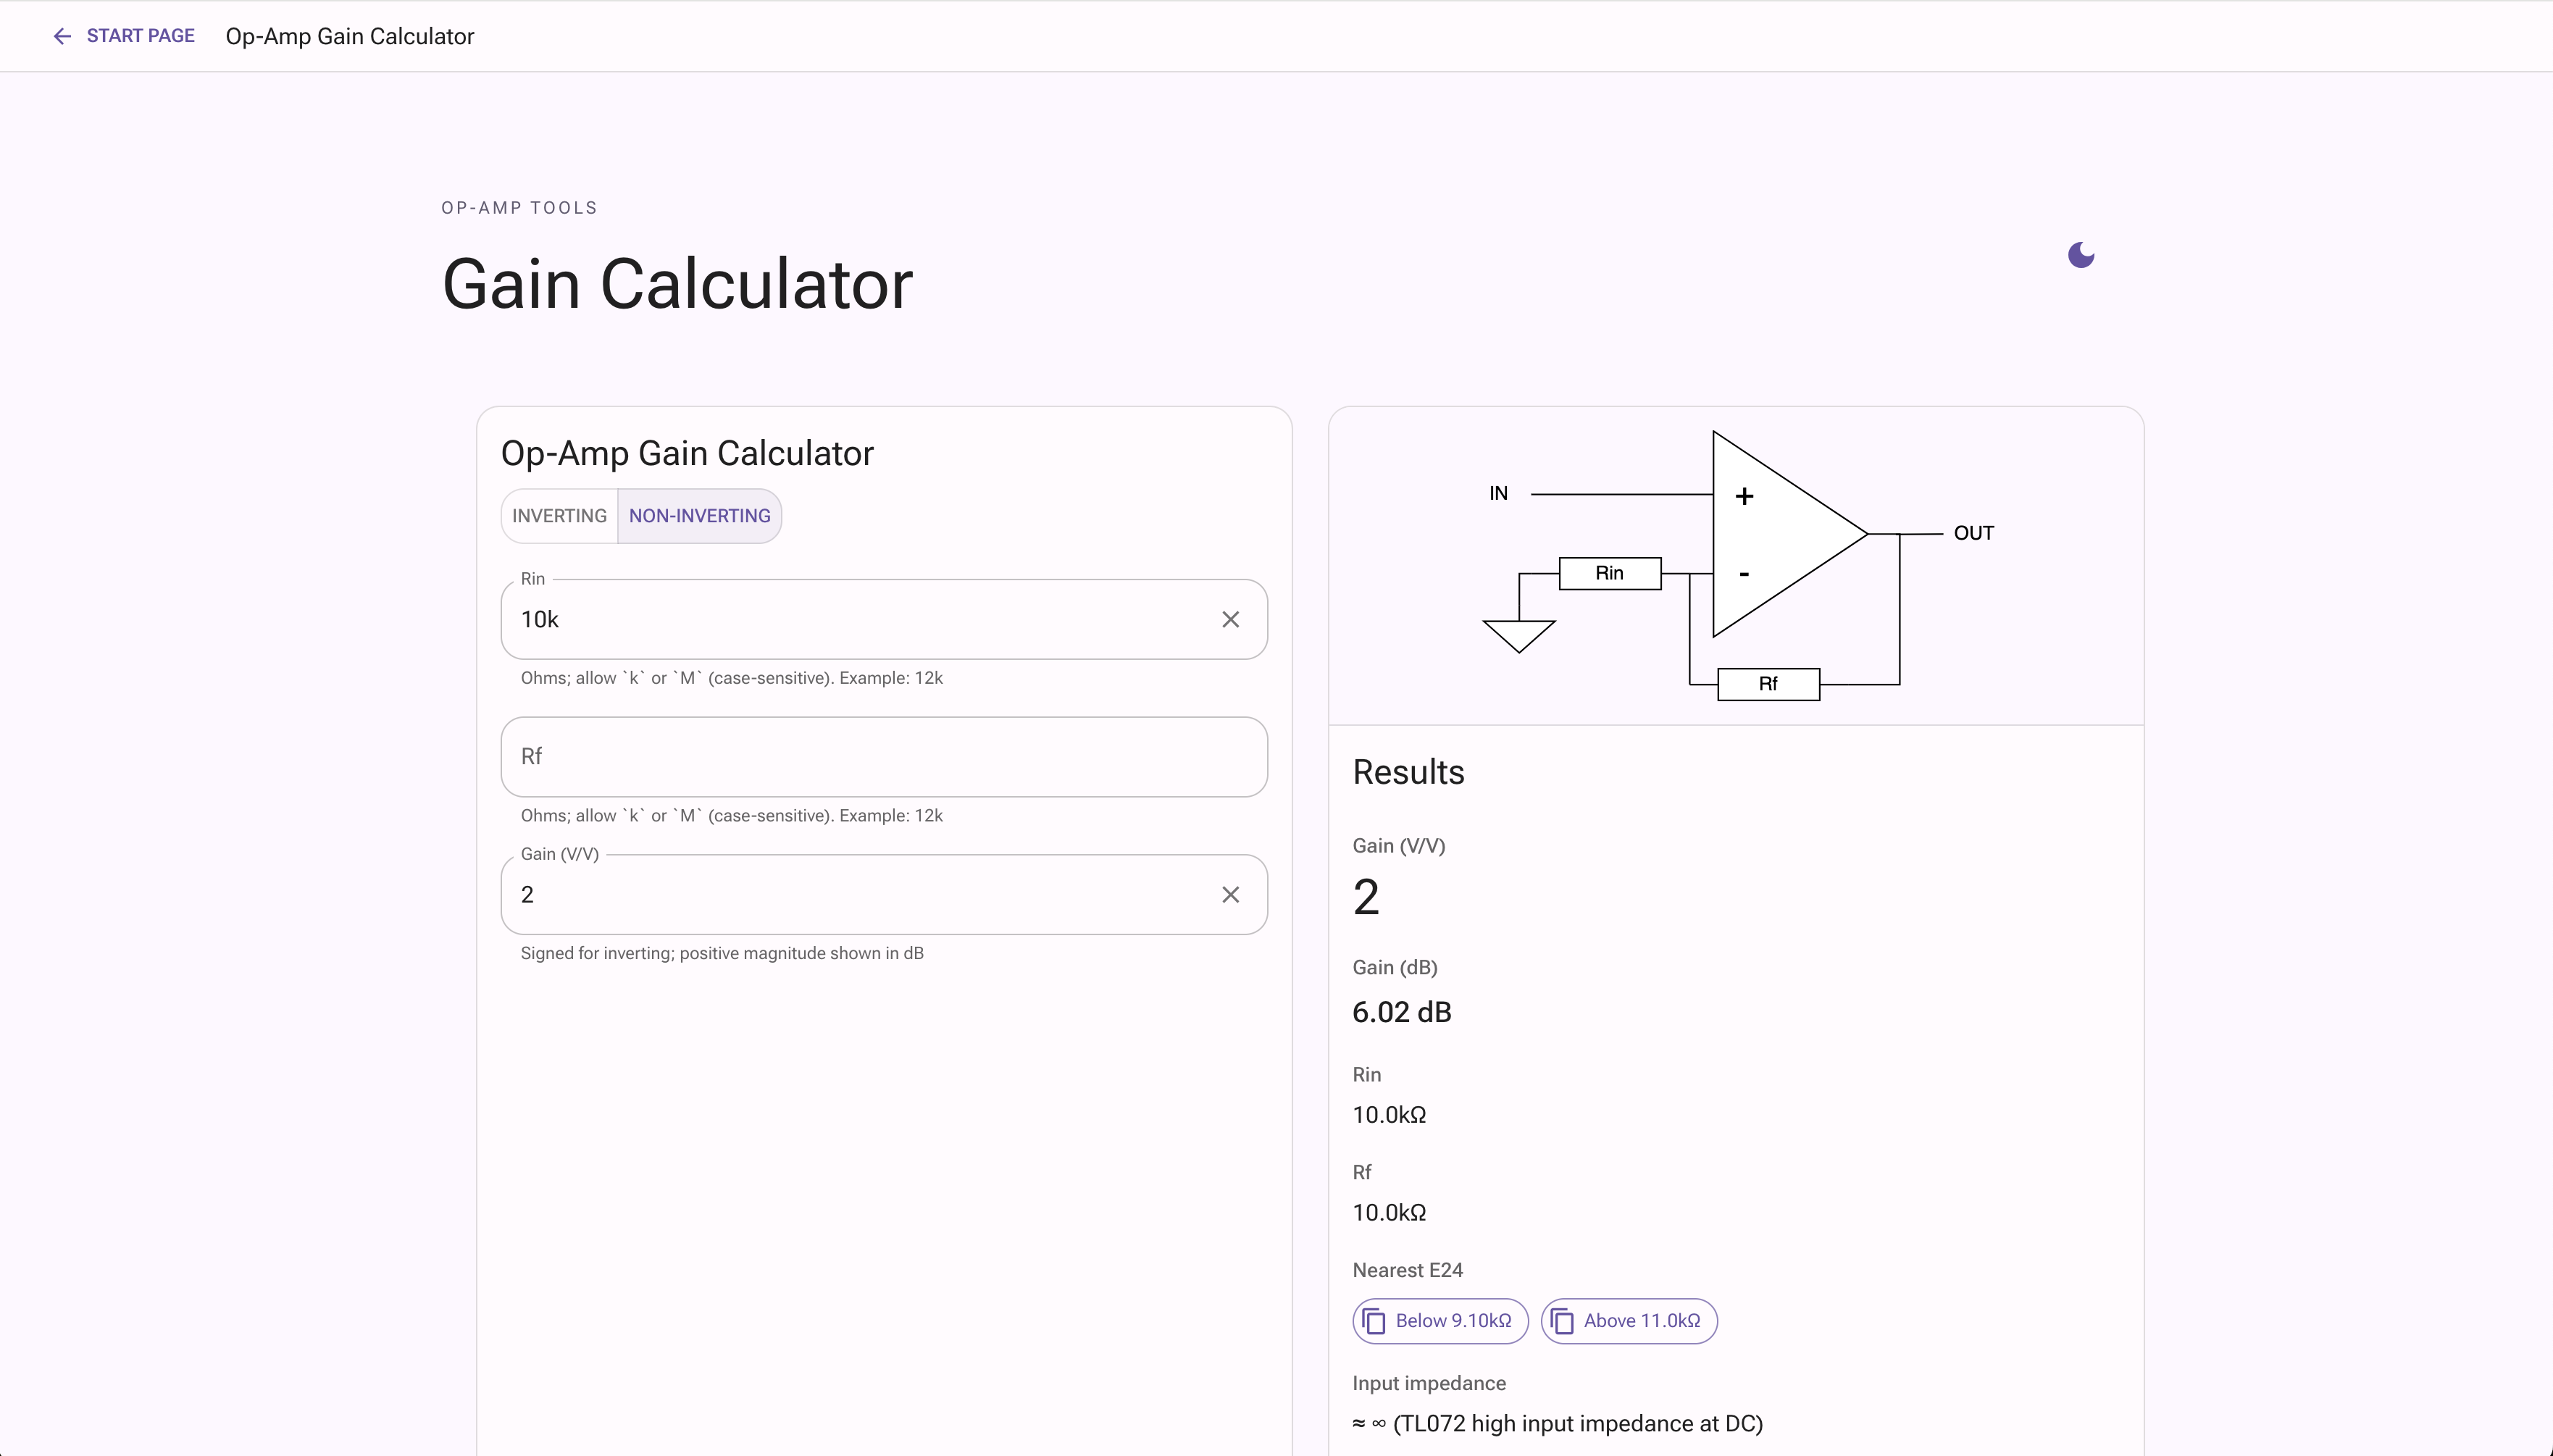 START PAGE Op-Amp Gain Calculator
OP-AMP TOOLS
Gain Calculator
Op-Amp Gain Calculator
INVERTING NON-INVERTING
Rin
10k
Ohms; allow `k` or `M` (case-sensitive). Example: 12k
Rf
Ohms; allow `k` or `M` (case-sensitive). Example: 12k
Gain (V/V)
2
Signed for inverting; positive magnitude shown in dB
IN
+
OUT
Rin
-
Rf
Results
Gain (V/V)
2
Gain (dB)
6.02 dB
Rin
10.0kΩ
Rf
10.0kΩ
Nearest E24
Below 9.10kΩ Above 11.0kΩ
Input impedance
≈ ∞ (TL072 high input impedance at DC)